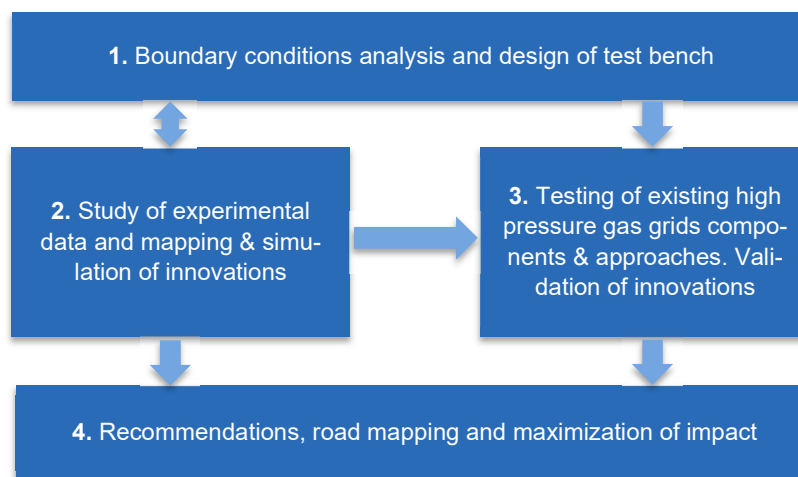 1. Boundary conditions analysis and design of test bench
2. Study of experimental
data and mapping & simu-
lation of innovations
3. Testing of existing high
pressure gas grids compo-
nents & approaches. Vali-
dation of innovations
4. Recommendations, road mapping and maximization of impact